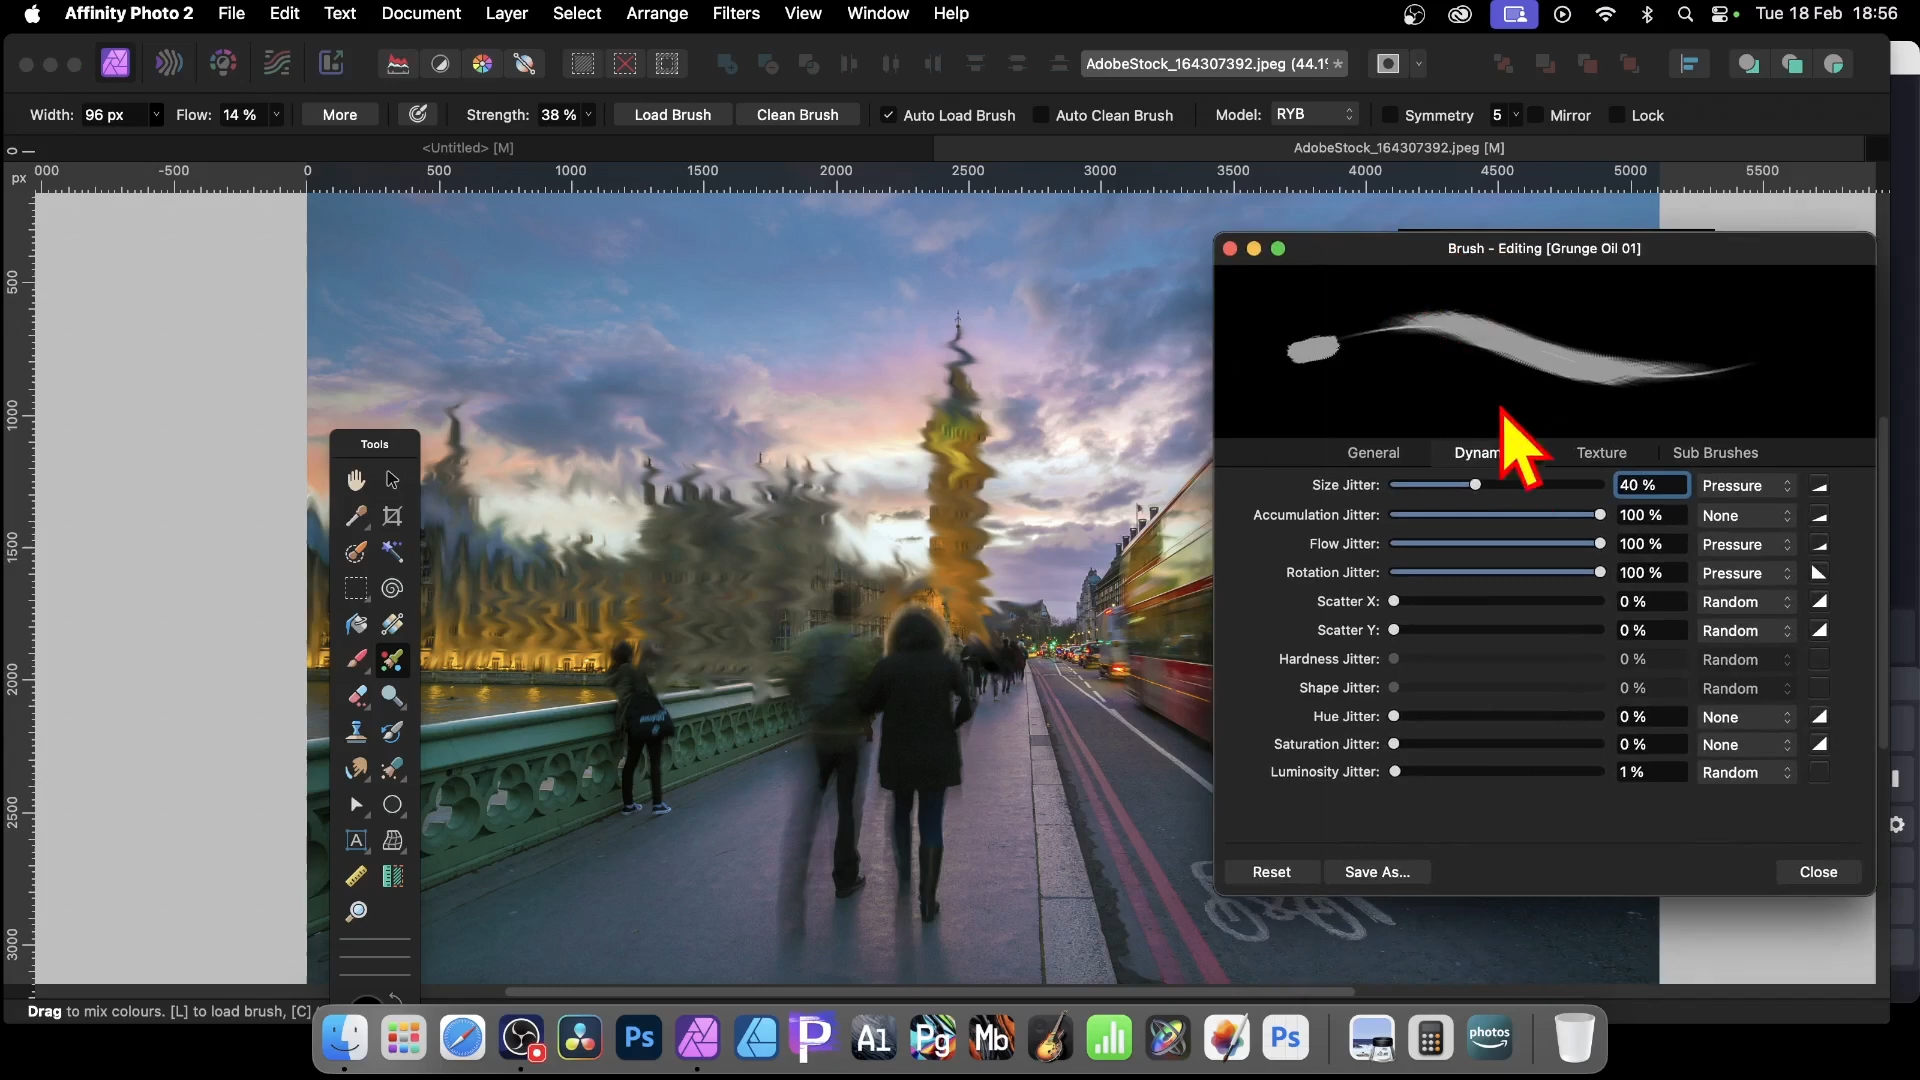 Affinity Photo 2 File Edit Text Document Layer Select Arrange Filters View Window Help Tue 18 Feb 18:56
AdobeStock_164307392.jpeg (44.1% *
Width: 96 px Flow: 14 % More Strength: 38 % Load Brush Clean Brush Auto Load Brush Auto Clean Brush Model: RYB Symmetry 5 Mirror Lock
<Untitled> [M] AdobeStock_164307392.jpeg [M]
px 000 -500 0 500 1000 1500 2000 2500 3000 3500 4000 4500 5000 5500
0
500
1000
1500
2000
2500
3000
Tools
Brush - Editing [Grunge Oil 01]
General Dynam Texture Sub Brushes
Size Jitter: 40 % Pressure
Accumulation Jitter: 100 % None
Flow Jitter: 100 % Pressure
Rotation Jitter: 100 % Pressure
Scatter X: 0 % Random
Scatter Y: 0 % Random
Hardness Jitter: 0 % Random
Shape Jitter: 0 % Random
Hue Jitter: 0 % None
Saturation Jitter: 0 % None
Luminosity Jitter: 1 % Random
Reset Save As... Close
Drag to mix colours. [L] to load brush, [C]
Ps Al Pg Mb Ps photos